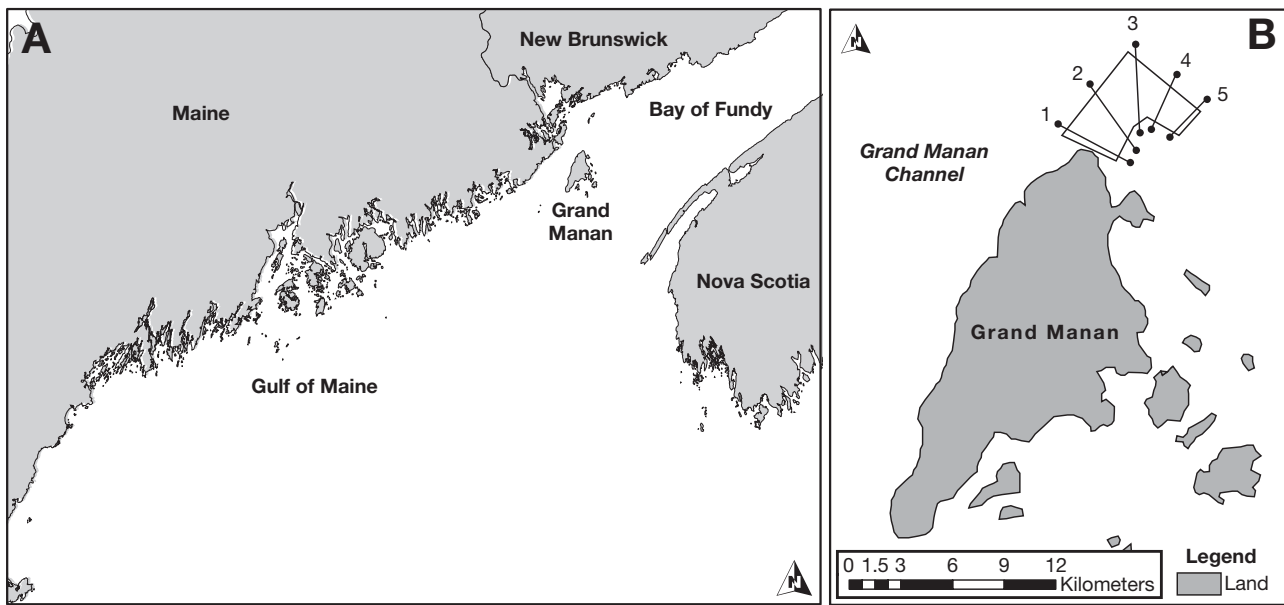 A
New Brunswick
Maine
Bay of Fundy
Grand
Manan
Nova Scotia
Gulf of Maine
N
B
N
3
4
2
5
1
Grand Manan
Channel
Grand Manan
0 1.5 3 6 9 12
Kilometers
Legend
Land